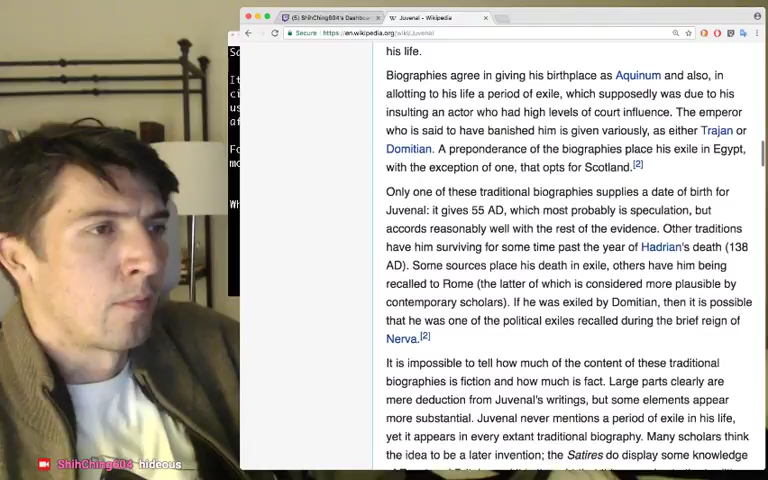 (5) ShihChing604's Dashboa
Juvenal - Wikipedia
Secure
https://en.wikipedia.org/wiki/Juvenal
his life.
Biographies agree in giving his birthplace as Aquinum and also, in
allotting to his life a period of exile, which supposedly was due to his
insulting an actor who had high levels of court influence. The emperor
who is said to have banished him is given variously, as either Trajan or
Domitian. A preponderance of the biographies place his exile in Egypt,
with the exception of one, that opts for Scotland.[2]
Only one of these traditional biographies supplies a date of birth for
Juvenal: it gives 55 AD, which most probably is speculation, but
accords reasonably well with the rest of the evidence. Other traditions
have him surviving for some time past the year of Hadrian's death (138
AD). Some sources place his death in exile, others have him being
recalled to Rome (the latter of which is considered more plausible by
contemporary scholars). If he was exiled by Domitian, then it is possible
that he was one of the political exiles recalled during the brief reign of
Nerva.[2]
It is impossible to tell how much of the content of these traditional
biographies is fiction and how much is fact. Large parts clearly are
mere deduction from Juvenal's writings, but some elements appear
more substantial. Juvenal never mentions a period of exile in his life,
yet it appears in every extant traditional biography. Many scholars think
the idea to be a later invention; the Satires do display some knowledge
ShihChing604 hideous